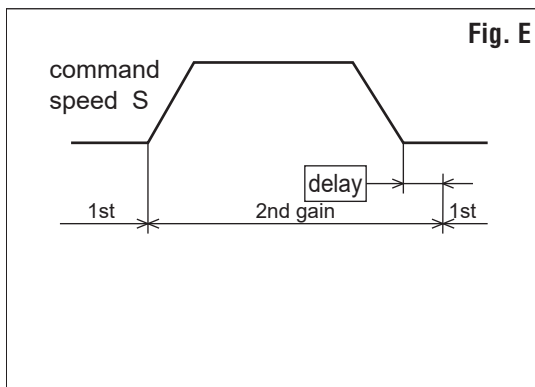 Fig. E
command
speed S
delay
1st
2nd gain
1st